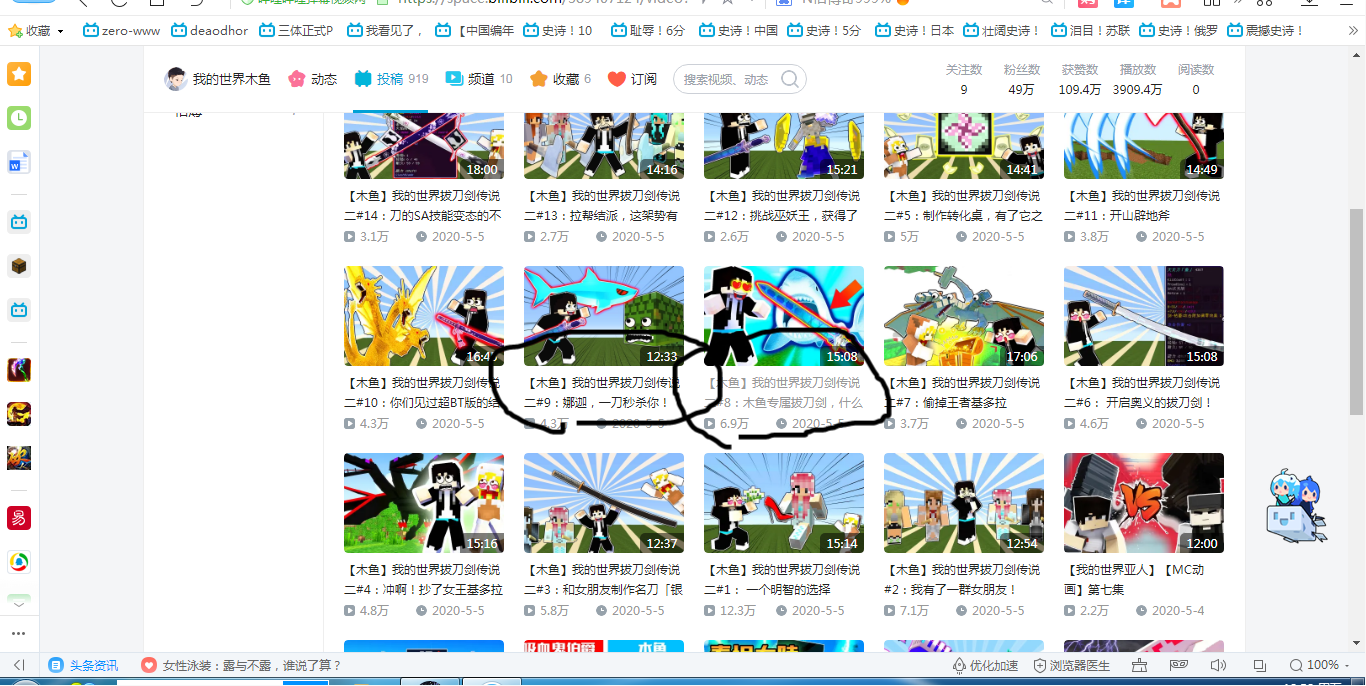 收藏 zero-www deaodhor 三体正式P 我看见了， 【中国编年 史诗！10 耻辱！6分 史诗！中国 史诗！5分 史诗！日本 壮阔史诗！ 泪目！苏联 史诗！俄罗 震撼史诗！
我的世界木鱼 动态 投稿 919 频道 10 收藏 6 订阅 搜索视频、动态
关注数 粉丝数 获赞数 播放数 阅读数
9 49万 109.4万 3909.4万 0
18:00 14:16 15:21 14:41 14:49
【木鱼】我的世界拔刀剑传说 【木鱼】我的世界拔刀剑传说 【木鱼】我的世界拔刀剑传说 【木鱼】我的世界拔刀剑传说 【木鱼】我的世界拔刀剑传说
二#14：刀的SA技能变态的不 二#13：拉帮结派，这架势有 二#12：挑战巫妖王，获得了 二#5：制作转化桌，有了它之 二#11：开山辟地斧
3.1万 2020-5-5 2.7万 2020-5-5 2.6万 2020-5-5 5万 2020-5-5 3.8万 2020-5-5
12:33 15:08 17:06 15:08
【木鱼】我的世界拔刀剑传说 【木鱼】我的世界拔刀剑传说 【木鱼】我的世界拔刀剑传说 【木鱼】我的世界拔刀剑传说 【木鱼】我的世界拔刀剑传说
二#10：你们见过超BT版的结 二#9：娜迦，一刀秒杀你！ 二#8：木鱼专属拔刀剑，什么 二#7：偷掉王者基多拉 二#6： 开启奥义的拔刀剑！
4.3万 2020-5-5 4.3万 2020-5-5 6.9万 2020-5-5 3.7万 2020-5-5 4.6万 2020-5-5
15:16 12:37 15:14 12:54 12:00
VS
【木鱼】我的世界拔刀剑传说 【木鱼】我的世界拔刀剑传说 【木鱼】我的世界拔刀剑传说 【木鱼】我的世界拔刀剑传说 【我的世界亚人】【MC动
二#4：冲啊！抄了女王基多拉 二#3：和女朋友制作名刀「银 二#1： 一个明智的选择 #2：我有了一群女朋友！ 画】第七集
4.8万 2020-5-5 5.8万 2020-5-5 12.3万 2020-5-5 7.1万 2020-5-5 2.2万 2020-5-4
头条资讯 女性泳装：露与不露，谁说了算？ 优化加速 浏览器医生 100%